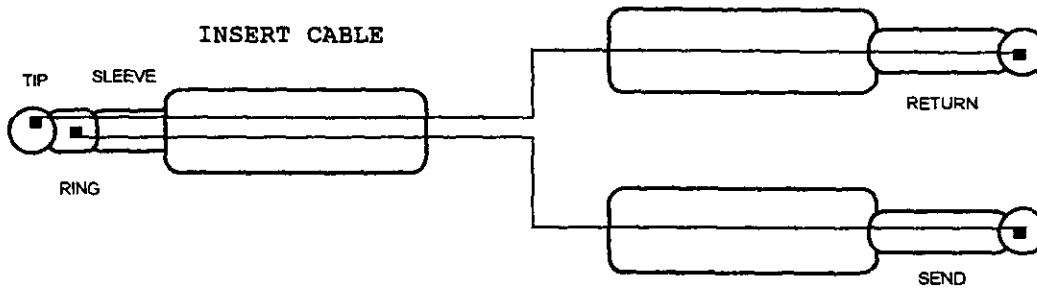 INSERT CABLE
TIP
SLEEVE
RING
RETURN
SEND